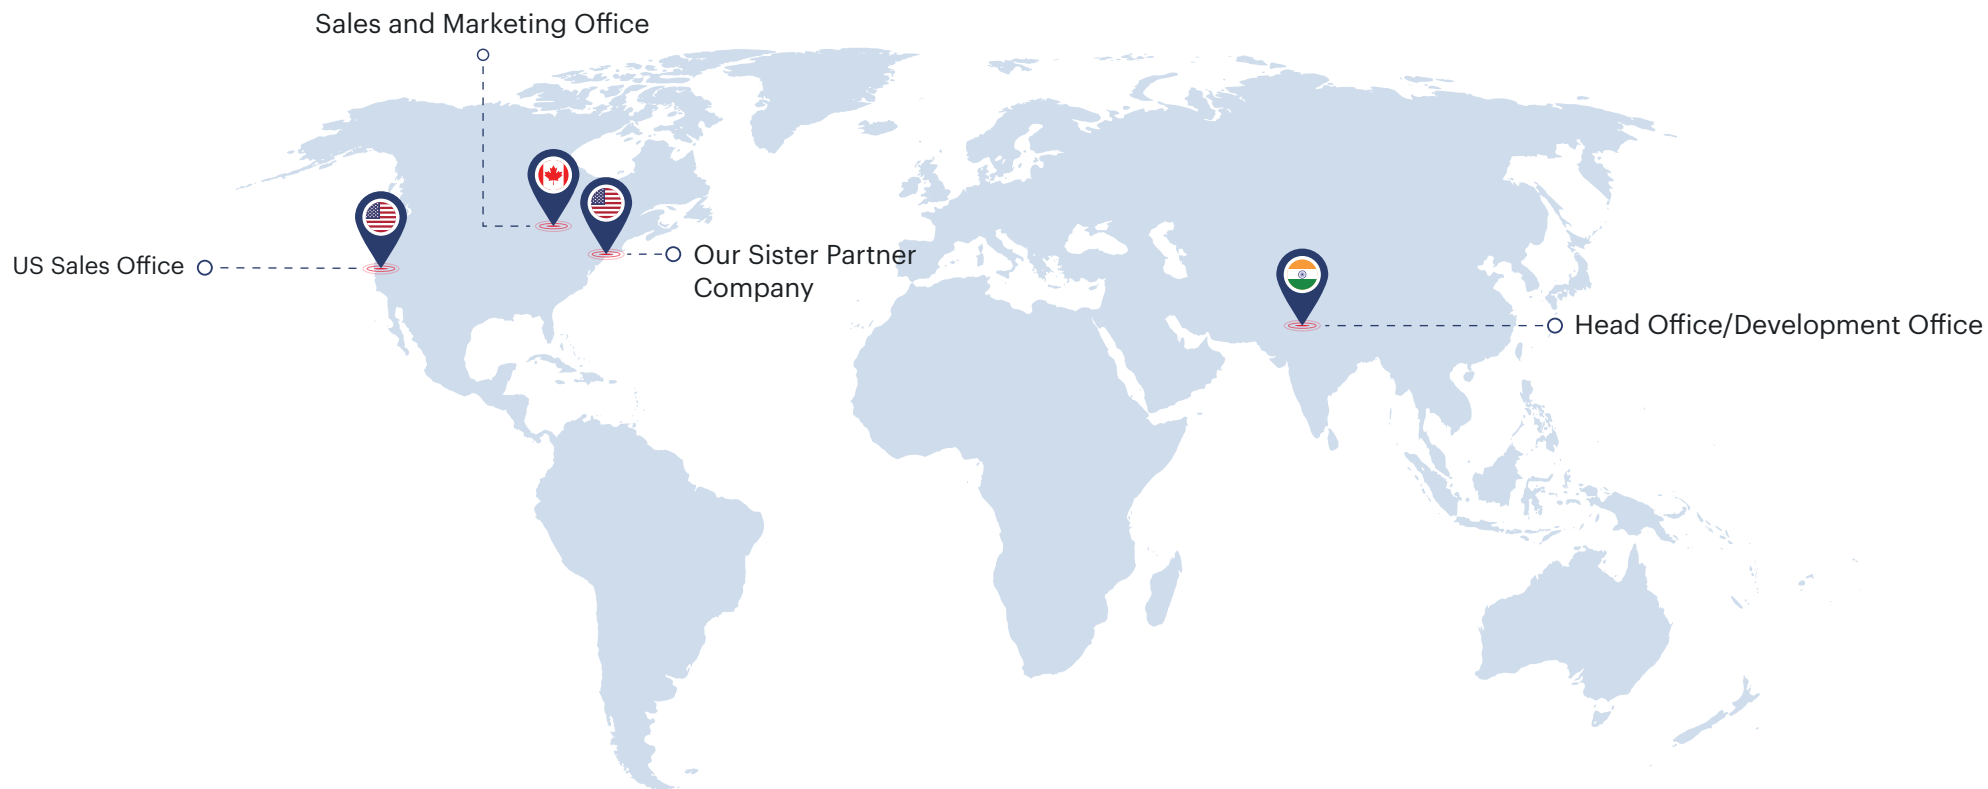 Sales and Marketing Office
US Sales Office
Our Sister Partner
Company
Head Office/Development Office